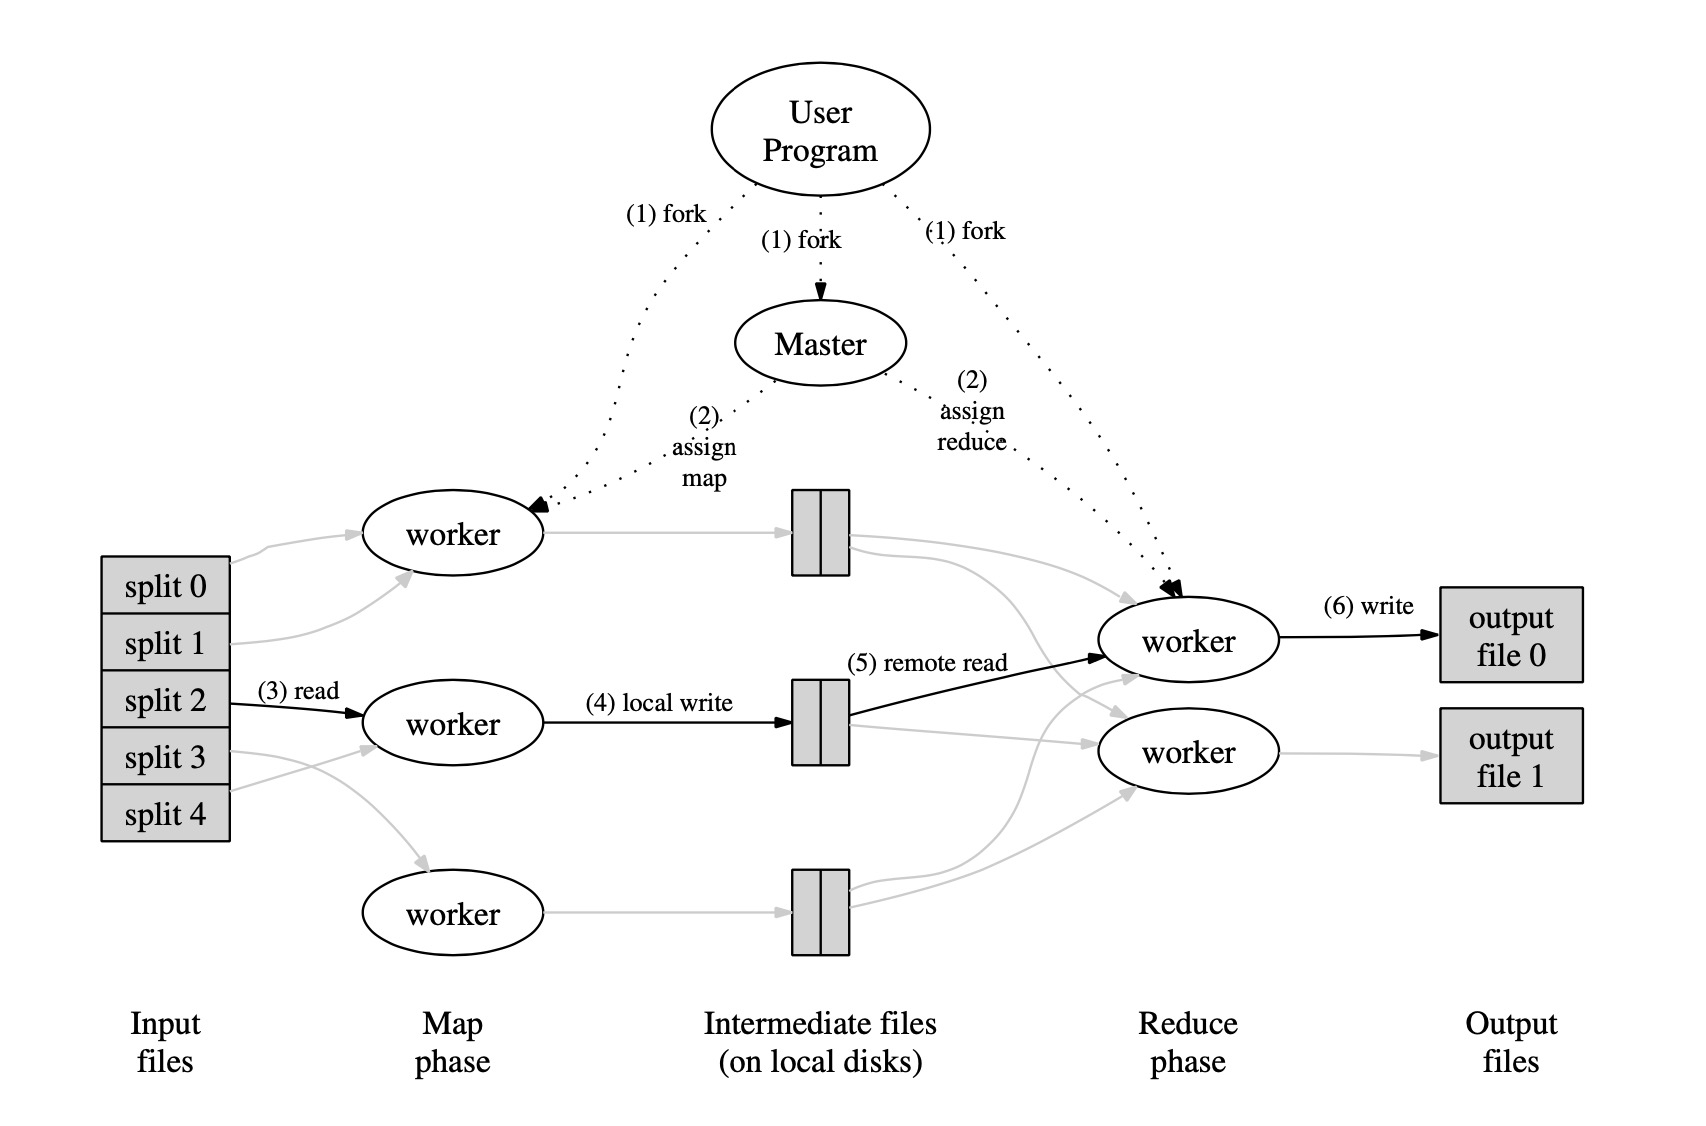 User
Program
(1) fork
(1) fork
(1) fork
Master
(2)
assign
map
(2)
assign
reduce
worker
split 0
split 1
split 2
split 3
split 4
(3) read
worker
(4) local write
worker
(5) remote read
worker
worker
(6) write
output
file 0
output
file 1
Input
files
Map
phase
Intermediate files
(on local disks)
Reduce
phase
Output
files